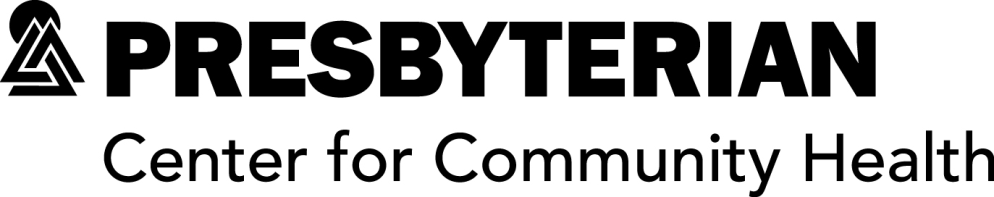 PRESBYTERIAN
Center for Community Health